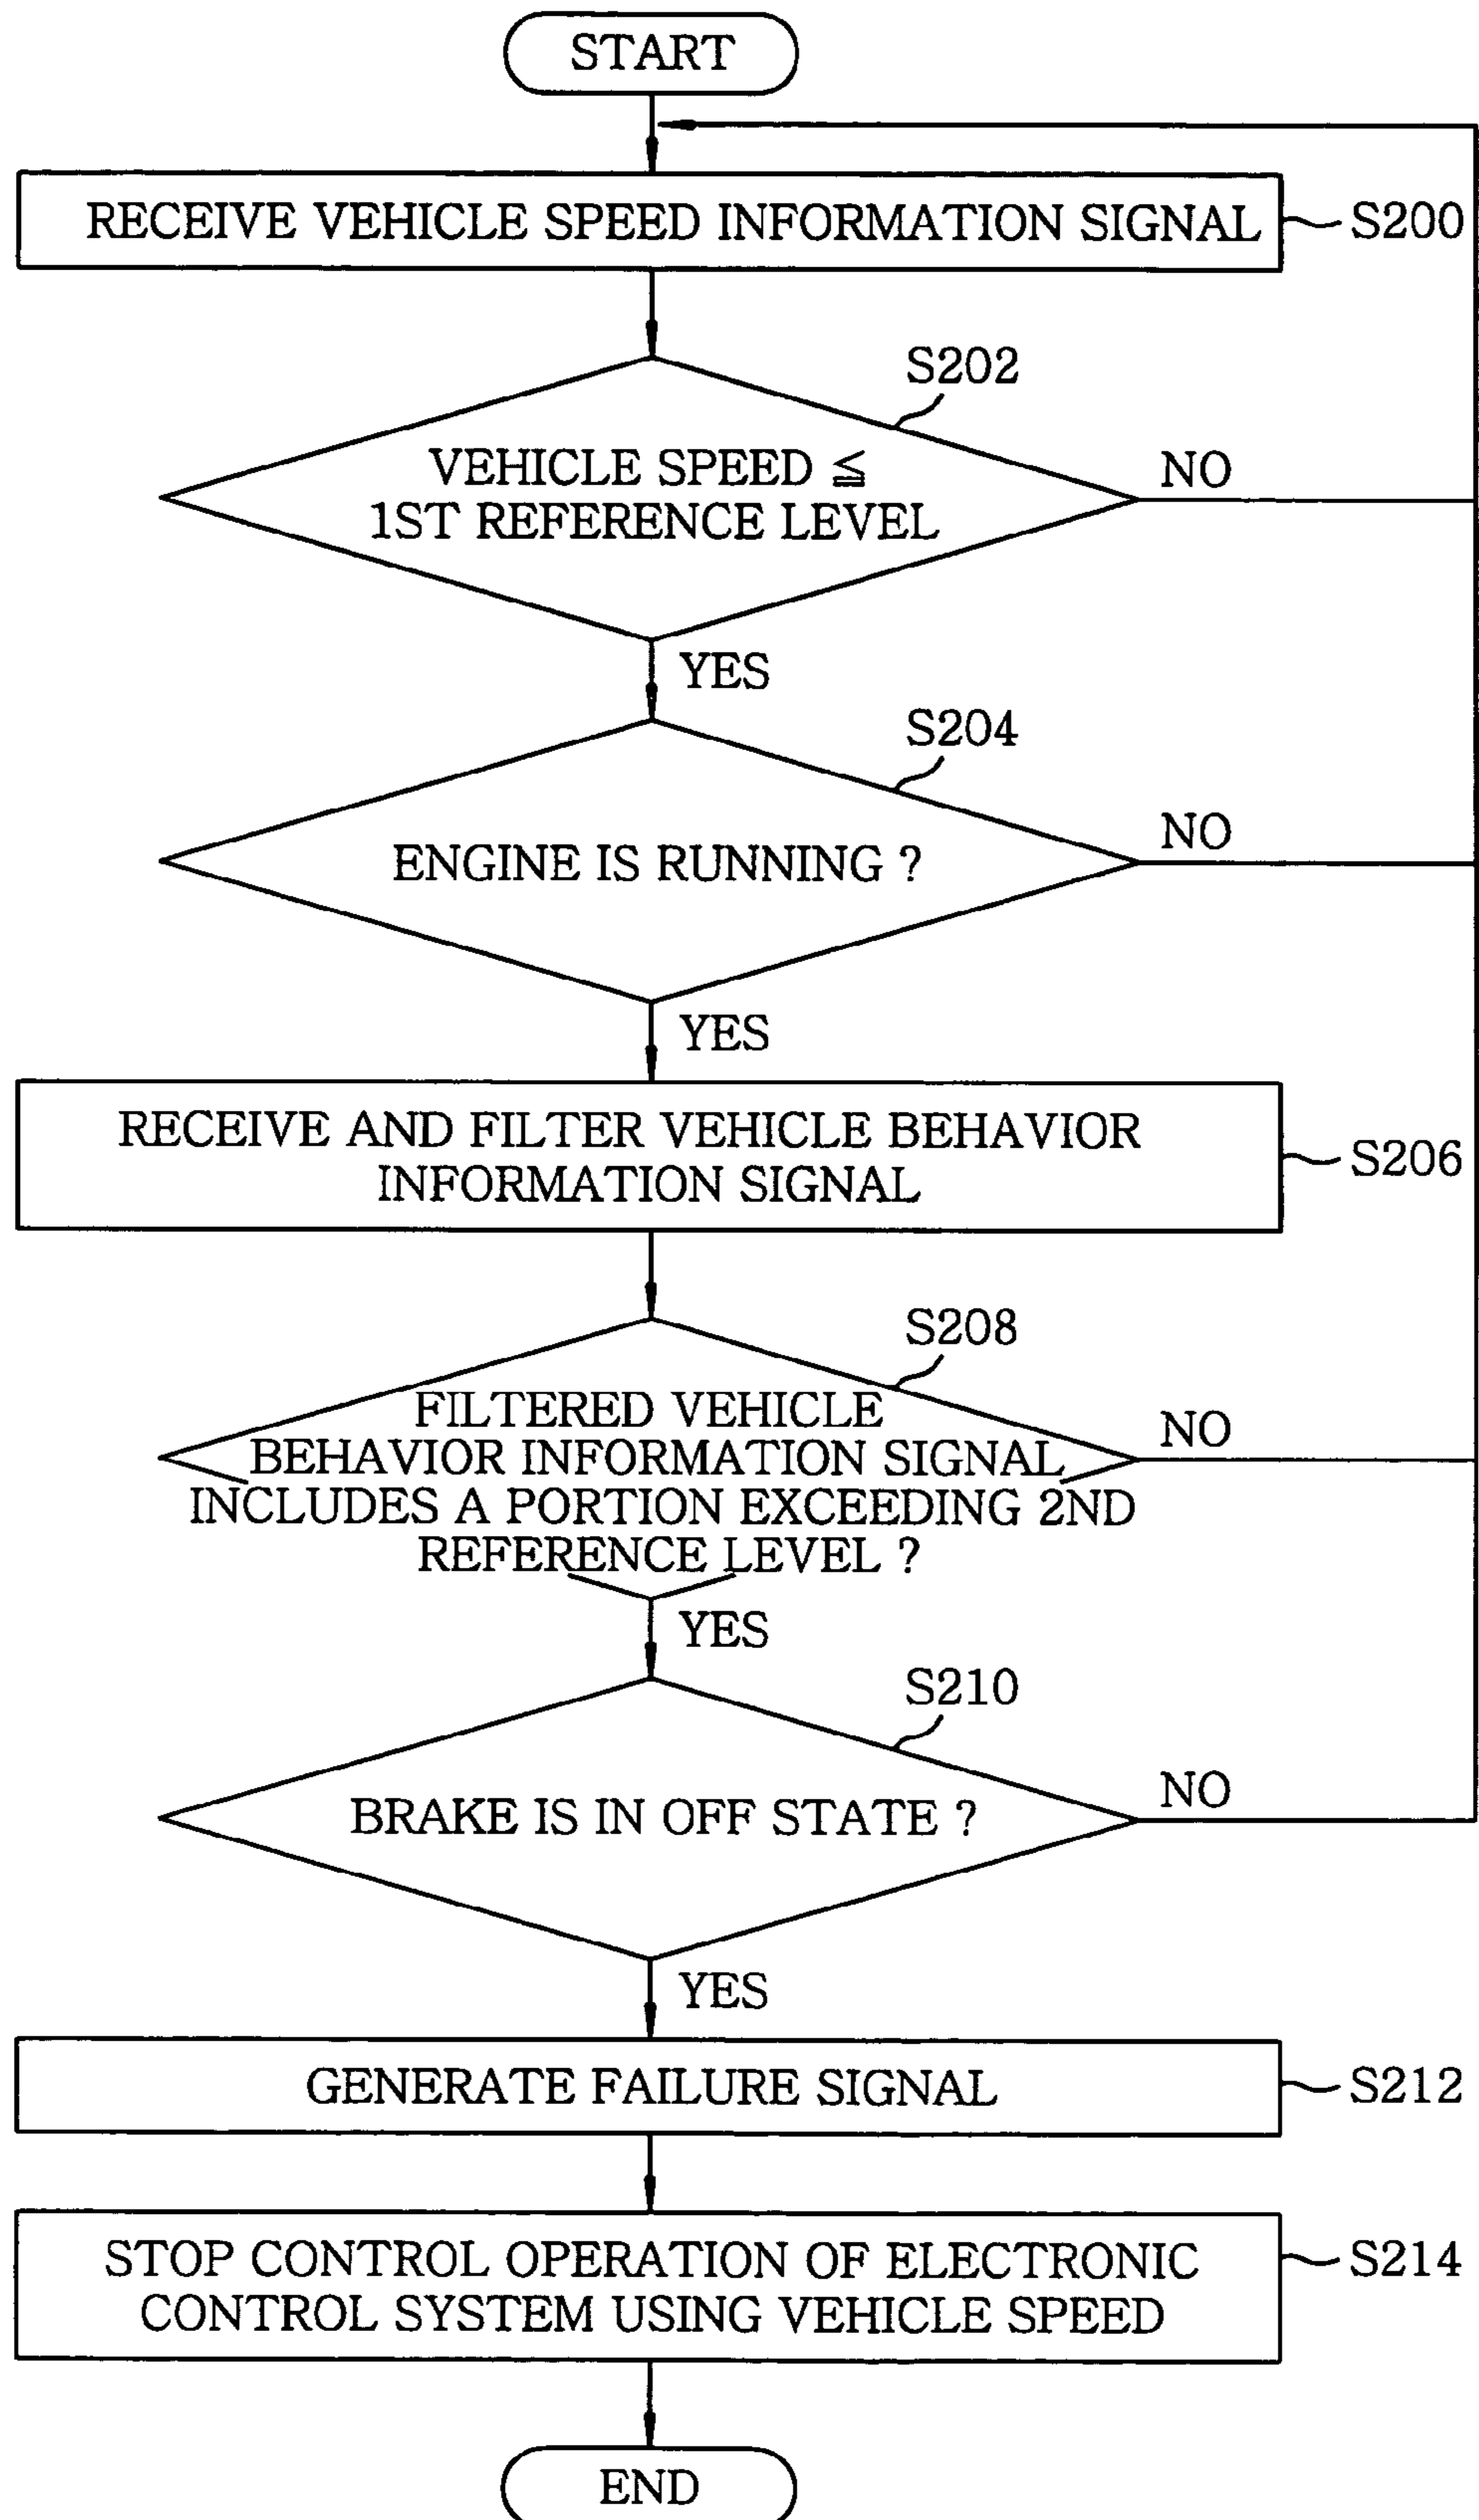 START
RECEIVE VEHICLE SPEED INFORMATION SIGNAL
S200
S202
VEHICLE SPEED ≦
1ST REFERENCE LEVEL
NO
YES
S204
ENGINE IS RUNNING ?
NO
YES
RECEIVE AND FILTER VEHICLE BEHAVIOR
INFORMATION SIGNAL
S206
S208
FILTERED VEHICLE
BEHAVIOR INFORMATION SIGNAL
INCLUDES A PORTION EXCEEDING 2ND
REFERENCE LEVEL ?
NO
YES
S210
BRAKE IS IN OFF STATE ?
NO
YES
GENERATE FAILURE SIGNAL
S212
STOP CONTROL OPERATION OF ELECTRONIC
CONTROL SYSTEM USING VEHICLE SPEED
S214
END